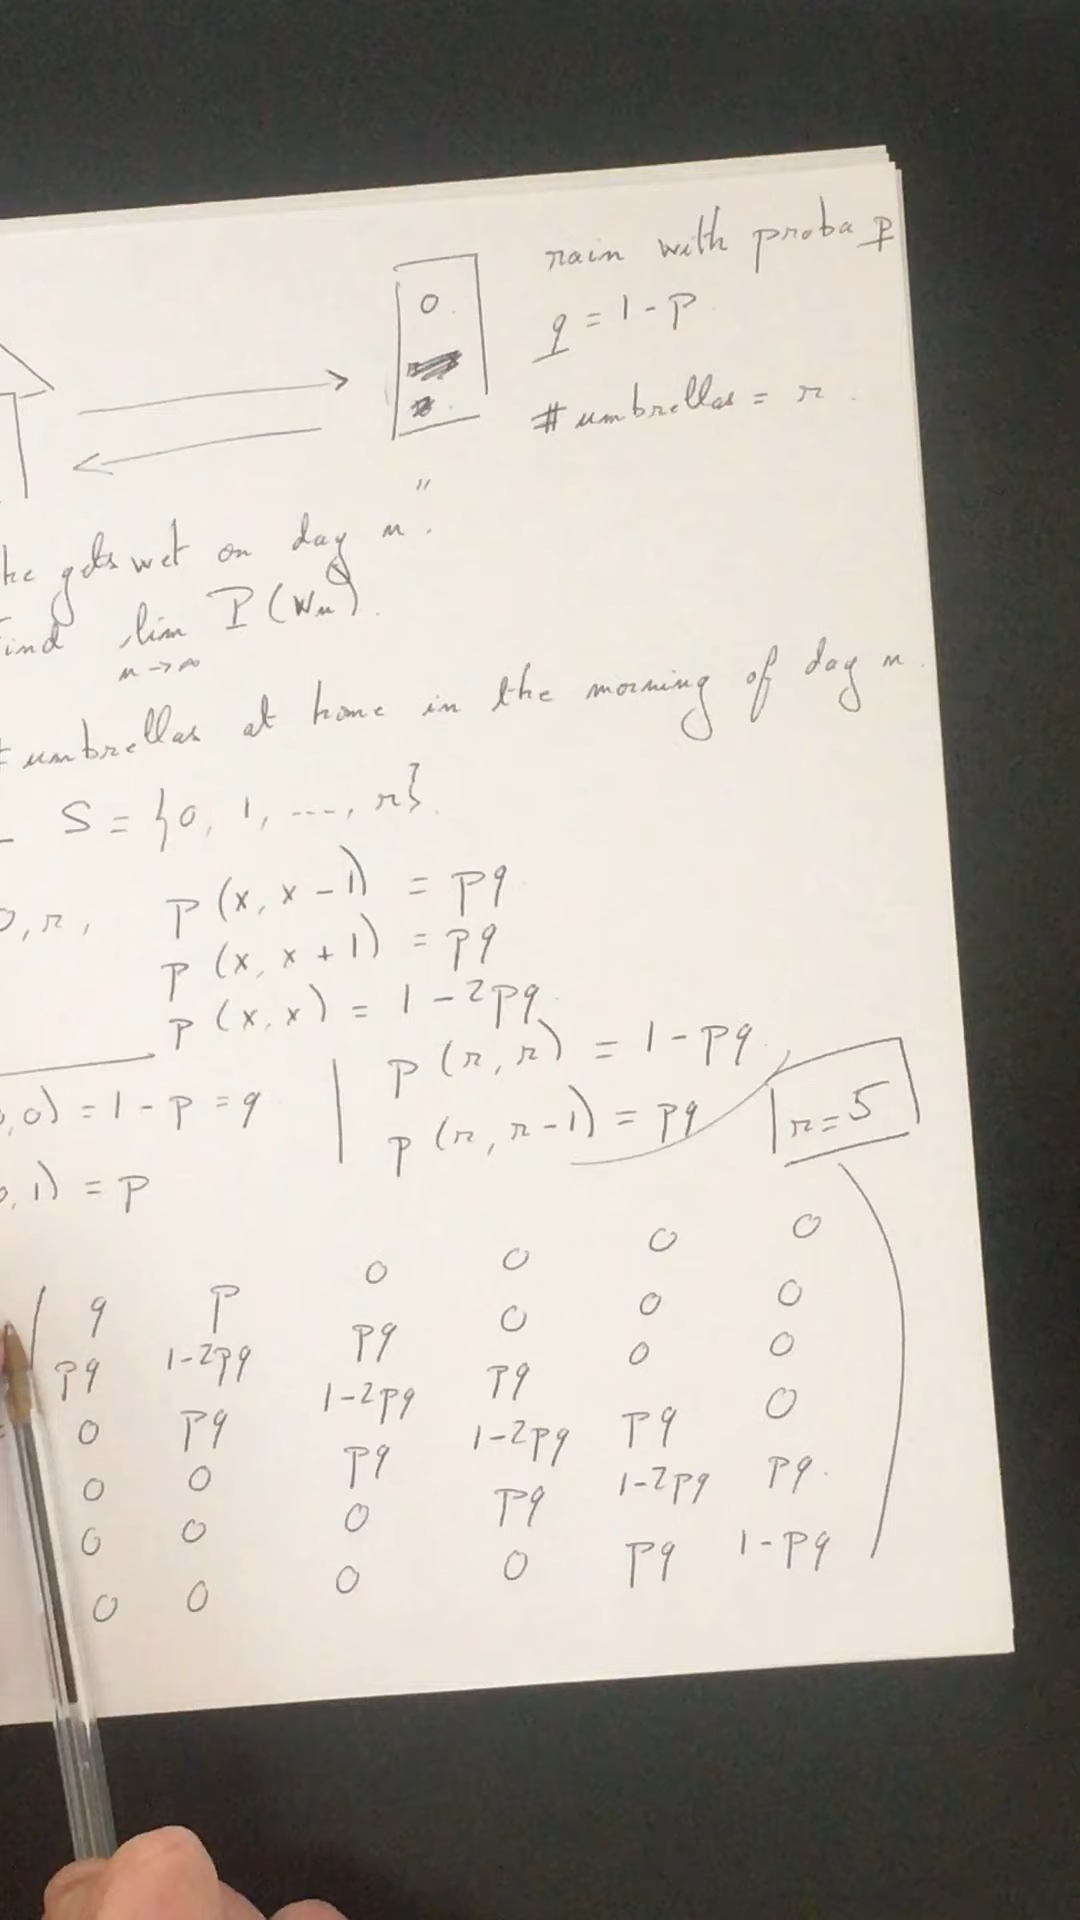 rain with proba p
q = 1 - p
# umbrellas = r.
he gets wet on day n".
find lim P(Wn).
n→∞
# umbrellas at home in the morning of day n.
S = {0, 1, ..., r}.
0, r, p(x, x-1) = pq
p(x, x+1) = pq
p(x, x) = 1 - 2pq
0,0) = 1 - p = q
0,1) = p
p(r, r) = 1 - pq
p(r, r-1) = pq
r = 5
q p 0 0 0 0
pq 1-2pq pq 0 0 0
0 pq 1-2pq pq 0 0
0 0 pq 1-2pq pq 0
0 0 0 pq 1-2pq pq
0 0 0 0 pq 1-pq